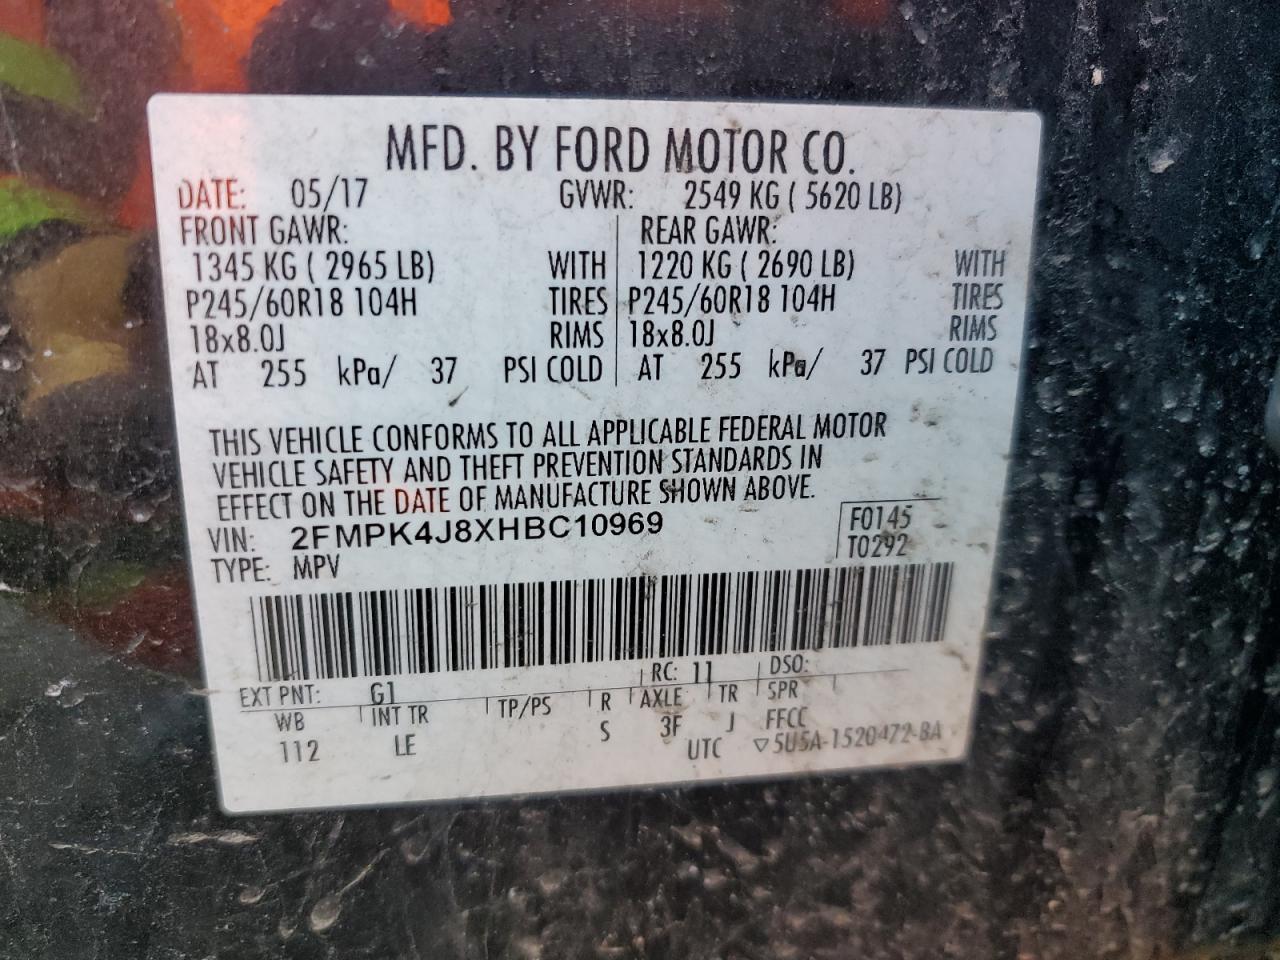 MFD. BY FORD MOTOR CO.
DATE: 05/17 GVWR: 2549 KG ( 5620 LB)
FRONT GAWR: REAR GAWR:
1345 KG ( 2965 LB) WITH 1220 KG ( 2690 LB) WITH
P245/60R18 104H TIRES P245/60R18 104H TIRES
18x8.0J RIMS 18x8.0J RIMS
AT 255 kPa/ 37 PSI COLD AT 255 kPa/ 37 PSI COLD
THIS VEHICLE CONFORMS TO ALL APPLICABLE FEDERAL MOTOR
VEHICLE SAFETY AND THEFT PREVENTION STANDARDS IN
EFFECT ON THE DATE OF MANUFACTURE SHOWN ABOVE.
VIN: 2FMPK4J8XHBC10969 F0145
TYPE: MPV T0292
EXT PNT: G1 RC: 11 DSO:
WB INT TR TP/PS R AXLE TR SPR
112 LE S 3F J FFCC
UTC ▽5U5A-1520472-BA